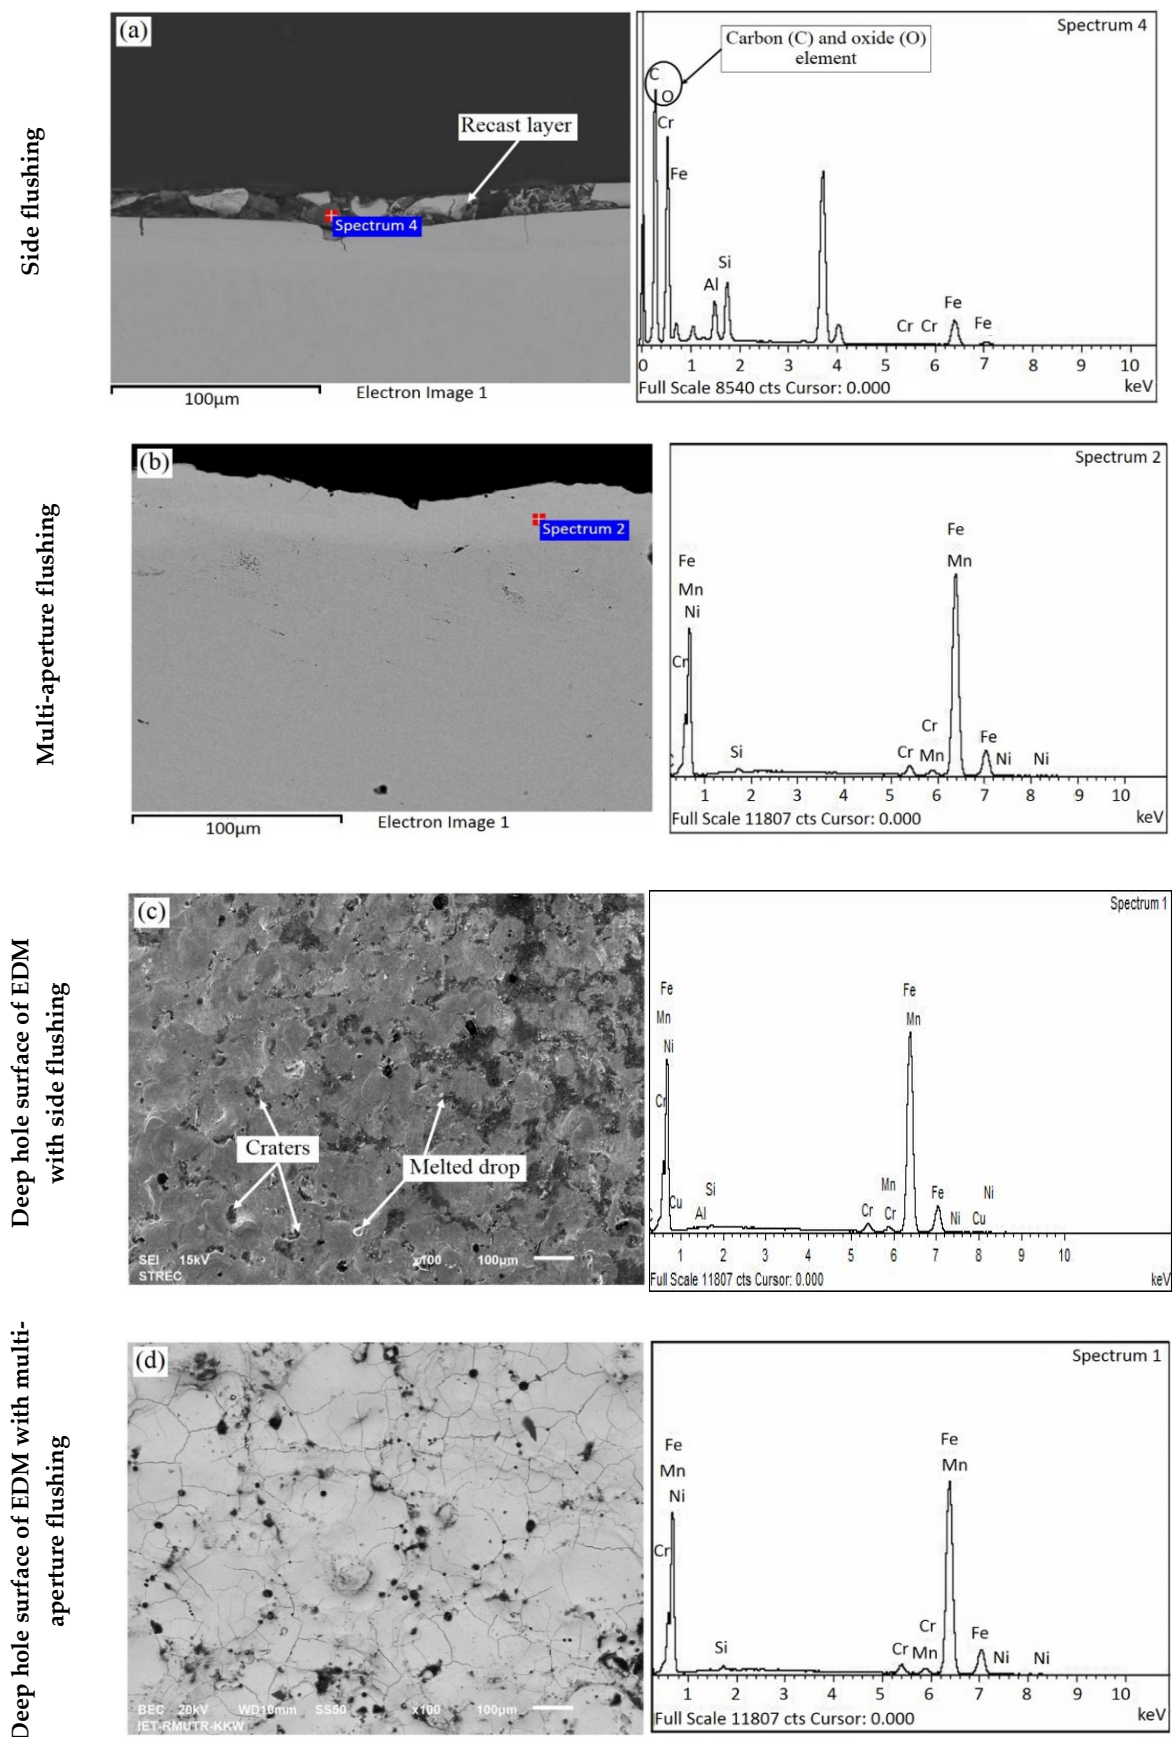 Side flushing
(a)
Recast layer
Spectrum 4
100µm
Electron Image 1
Spectrum 4
Carbon (C) and oxide (O)
element
C
O
Cr
Fe
Al
Si
Cr Cr
Fe
Fe
0 1 2 3 4 5 6 7 8 9 10
Full Scale 8540 cts Cursor: 0.000
keV
Multi-aperture flushing
(b)
Spectrum 2
100µm
Electron Image 1
Spectrum 2
Fe
Mn
Ni
Cr
Si
Fe
Mn
Cr
Cr
Mn
Fe
Ni
Ni
1 2 3 4 5 6 7 8 9 10
Full Scale 11807 cts Cursor: 0.000
keV
Deep hole surface of EDM
with side flushing
(c)
Craters
Melted drop
SEI 15kV x100 100µm
STREC
Spectrum 1
Fe
Mn
Ni
Cr
Cu
Si
Al
Fe
Mn
Mn
Cr
Cr
Fe
Ni
Ni
Cu
1 2 3 4 5 6 7 8 9 10
Full Scale 11807 cts Cursor: 0.000
keV
Deep hole surface of EDM with multi-
aperture flushing
(d)
BEC 20kV WD10mm SS50 x100 100µm
IET-RMUTR-KKW
Spectrum 1
Fe
Mn
Ni
Cr
Si
Fe
Mn
Cr
Cr
Mn
Fe
Ni
Ni
1 2 3 4 5 6 7 8 9 10
Full Scale 11807 cts Cursor: 0.000
keV